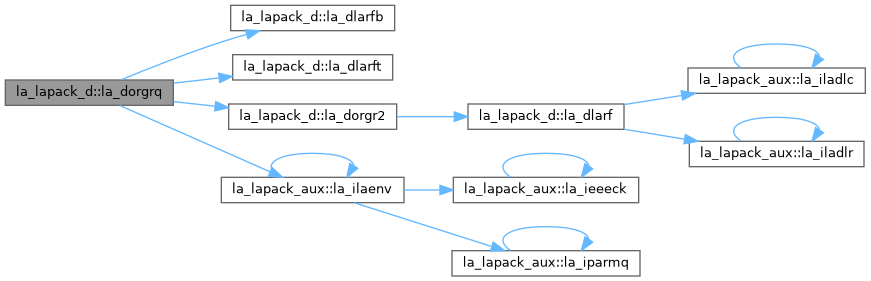 la_lapack_d::la_dorgrq
la_lapack_d::la_dlarfb
la_lapack_d::la_dlarft
la_lapack_d::la_dorgr2
la_lapack_d::la_dlarf
la_lapack_aux::la_iladlc
la_lapack_aux::la_iladlr
la_lapack_aux::la_ilaenv
la_lapack_aux::la_ieeeck
la_lapack_aux::la_iparmq